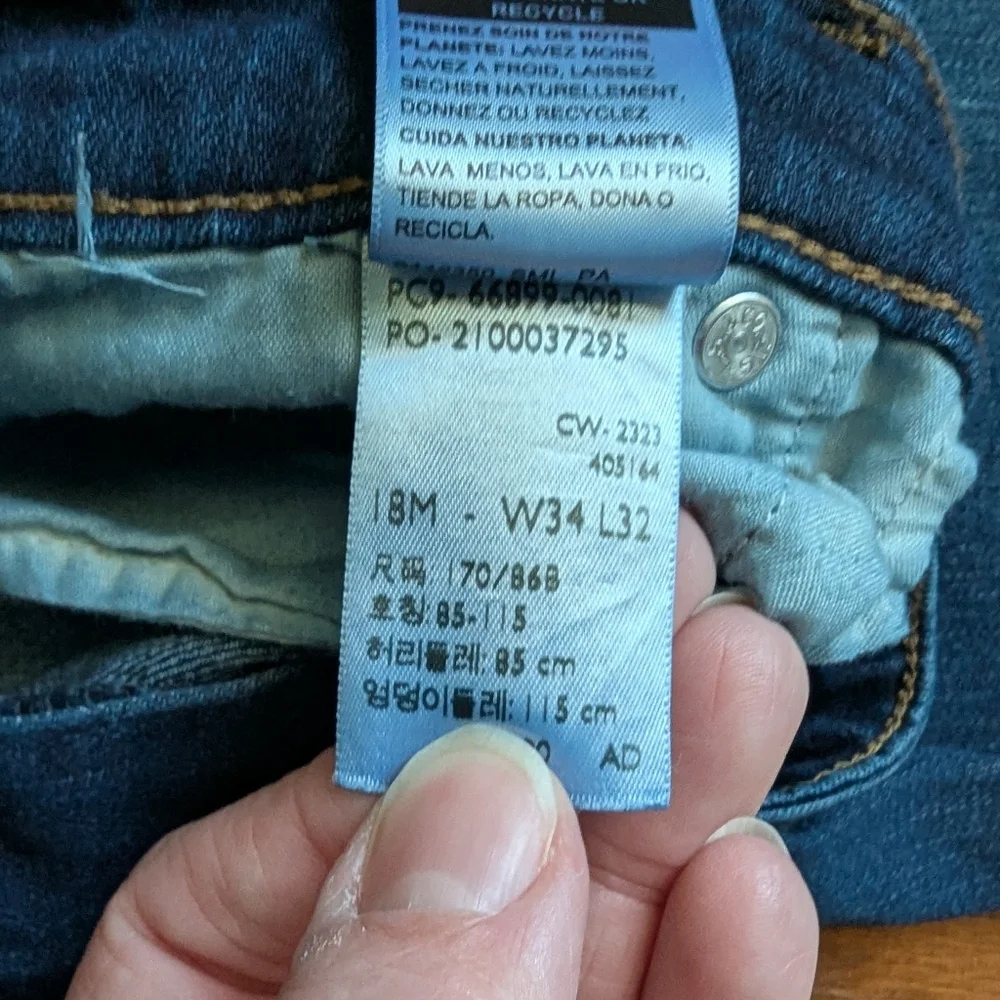 RECYCLE
PRENEZ SOIN DE NOTRE
PLANÈTE: LAVEZ MOINS,
LAVEZ A FROID, LAISSEZ
SECHER NATURELLEMENT,
DONNEZ OU RECYCLEZ
CUIDA NUESTRO PLANETA:
LAVA MENOS, LAVA EN FRIO,
TIENDE LA ROPA, DONA O
RECICLA.
PC9- 66899-0081
PO- 2100037295
CW- 2323
405164
18M - W34 L32
尺码 170/86B
호칭 85-115
허리둘레: 85 cm
엉덩이둘레: 115 cm
AD